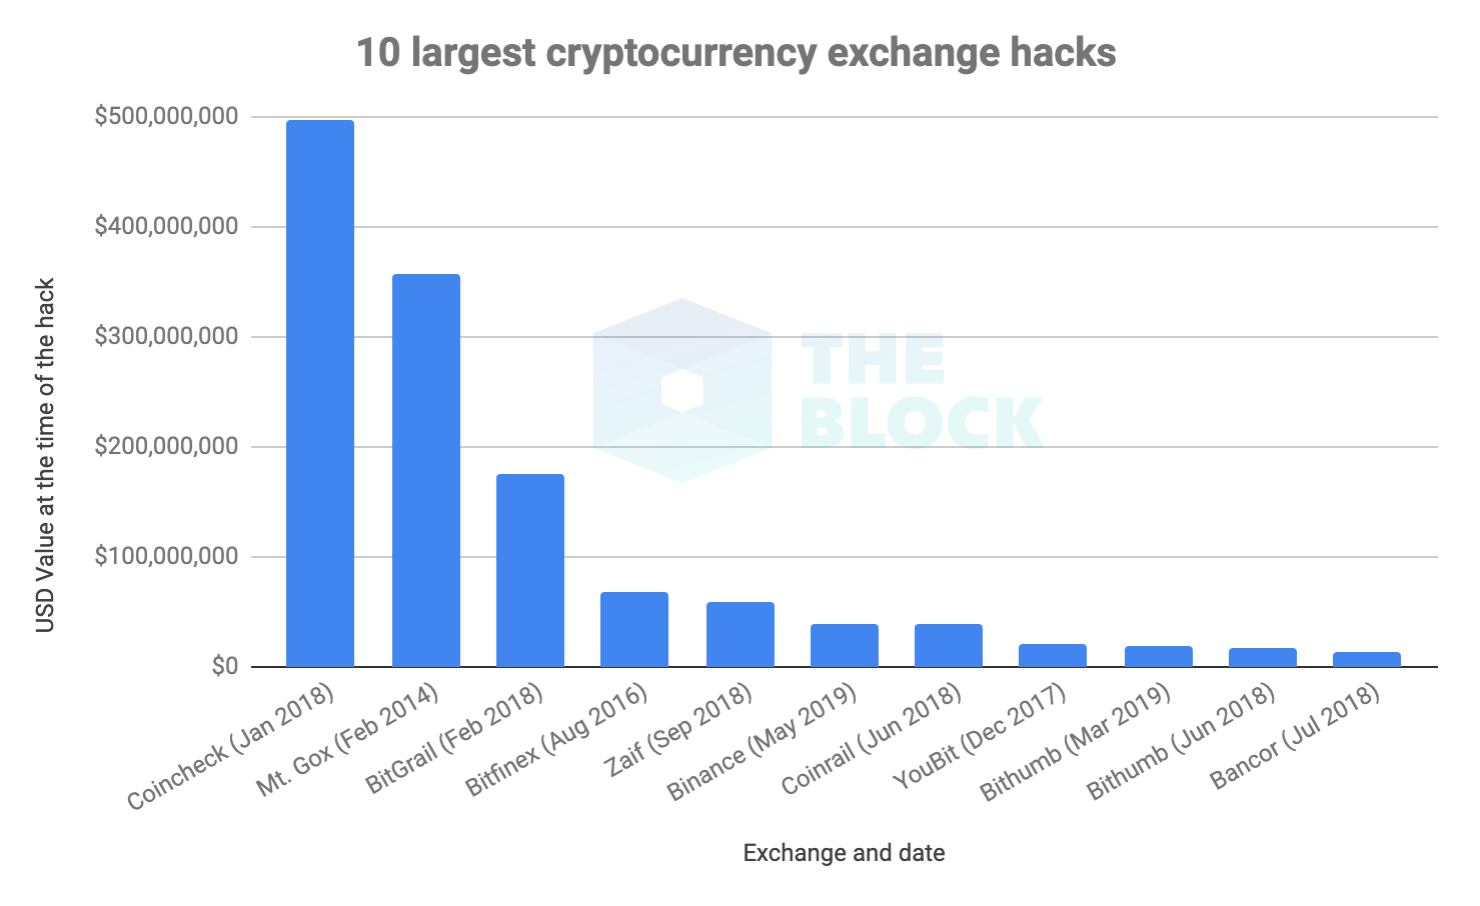 10 largest cryptocurrency exchange hacks
$500,000,000
$400,000,000
$300,000,000
$200,000,000
$100,000,000
$0
USD Value at the time of the hack
THE
BLOCK
Coincheck (Jan 2018)
Mt. Gox (Feb 2014)
BitGrail (Feb 2018)
Bitfinex (Aug 2016)
Zaif (Sep 2018)
Binance (May 2019)
Coinrail (Jun 2018)
YouBit (Dec 2017)
Bithumb (Mar 2019)
Bithumb (Jun 2018)
Bancor (Jul 2018)
Exchange and date